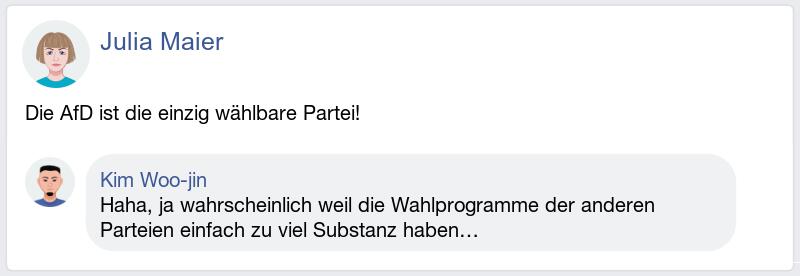 Julia Maier
Die AfD ist die einzig wählbare Partei!
Kim Woo-jin
Haha, ja wahrscheinlich weil die Wahlprogramme der anderen
Parteien einfach zu viel Substanz haben…